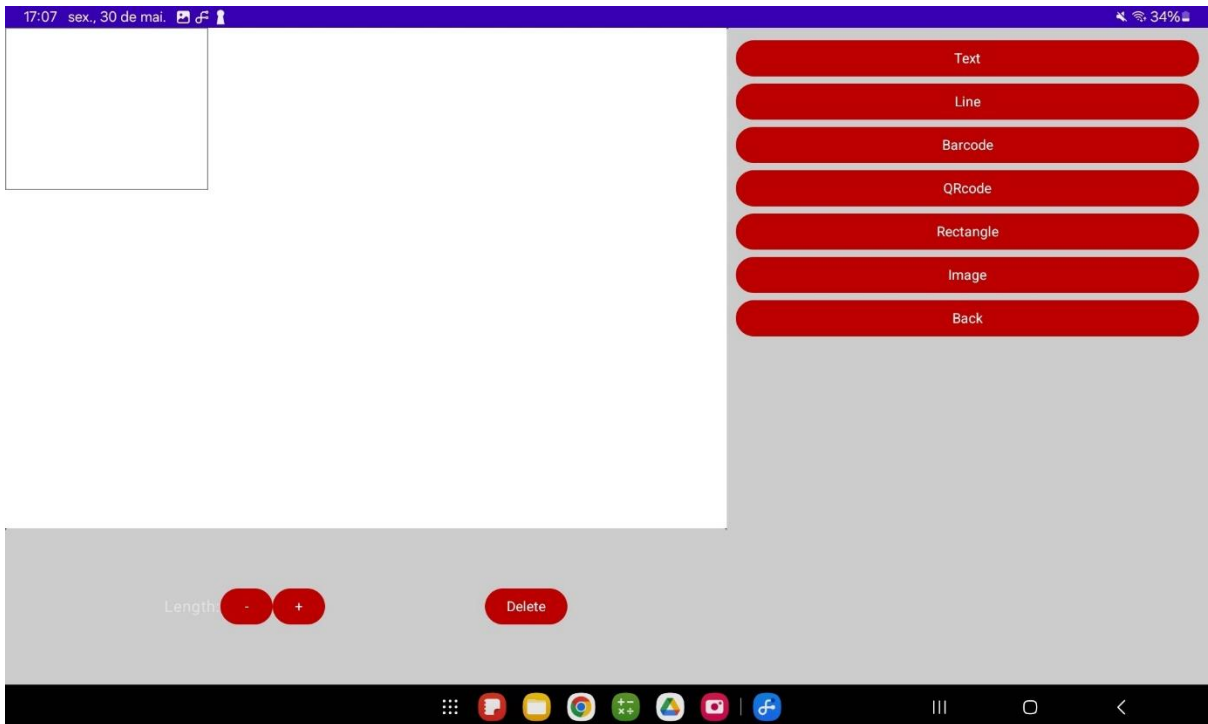 17:07 sex., 30 de mai. 34%
Text
Line
Barcode
QRcode
Rectangle
Image
Back
Length: - + Delete